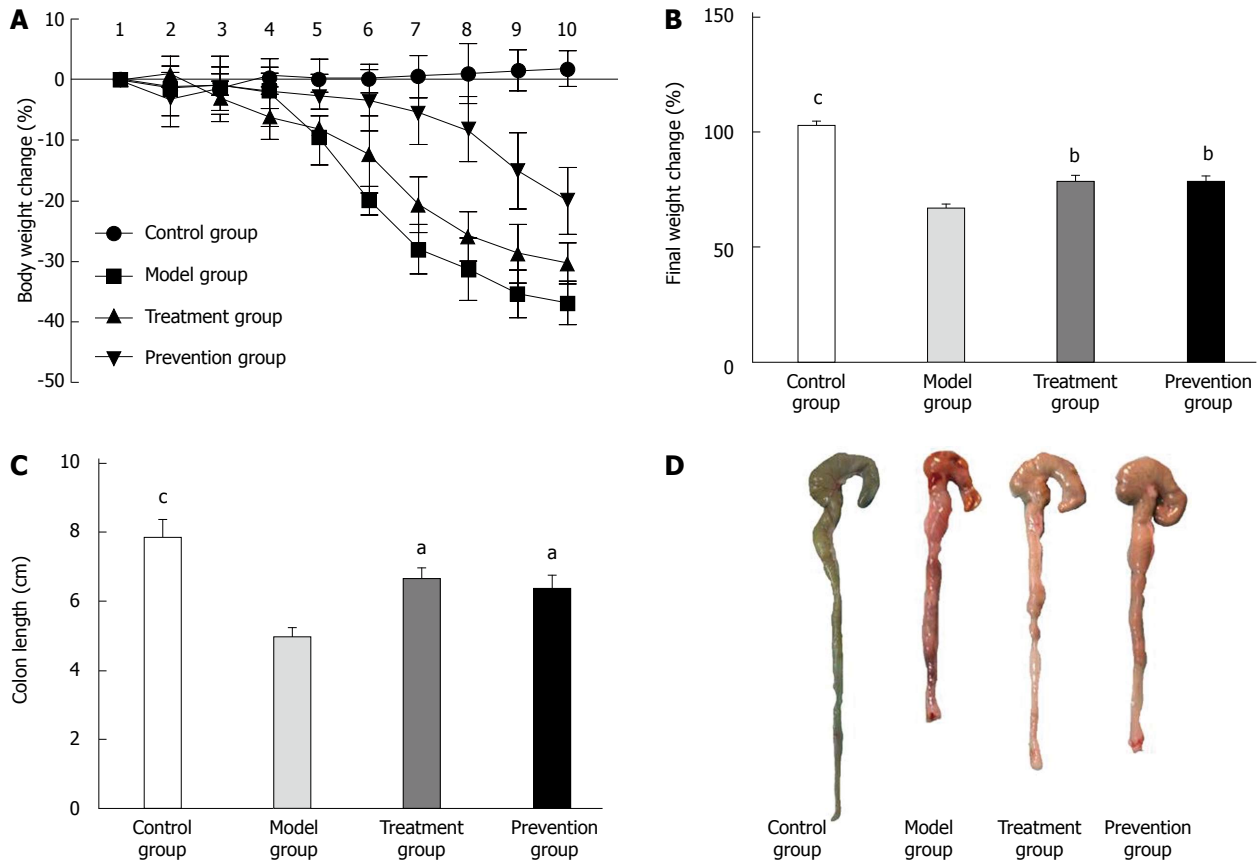 A
10
1 2 3 4 5 6 7 8 9 10
0
-10
-20
-30
-40
-50
Body weight change (%)
Control group
Model group
Treatment group
Prevention group
B
150
100
50
0
Final weight change (%)
c
b
b
Control
group
Model
group
Treatment
group
Prevention
group
C
10
8
6
4
2
0
Colon length (cm)
c
a
a
Control
group
Model
group
Treatment
group
Prevention
group
D
Control
group
Model
group
Treatment
group
Prevention
group